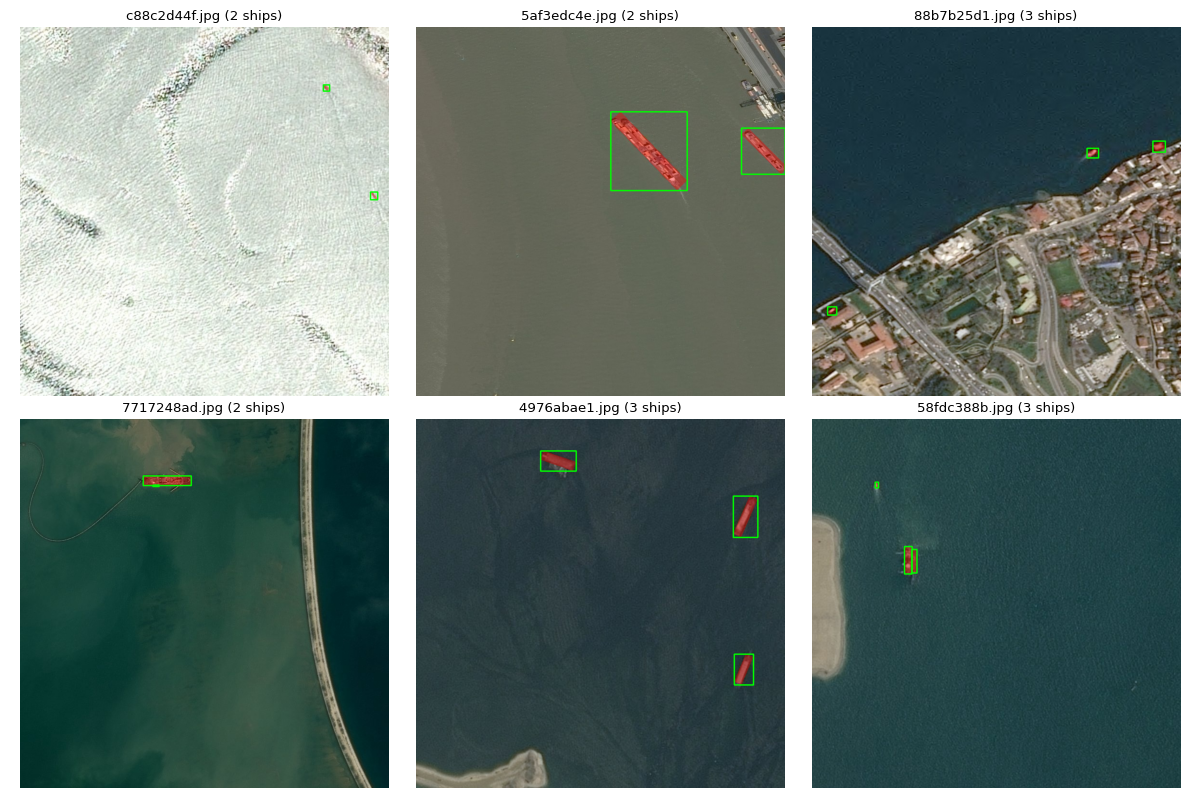 c88c2d44f.jpg (2 ships)
5af3edc4e.jpg (2 ships)
88b7b25d1.jpg (3 ships)
7717248ad.jpg (2 ships)
4976abae1.jpg (3 ships)
58fdc388b.jpg (3 ships)